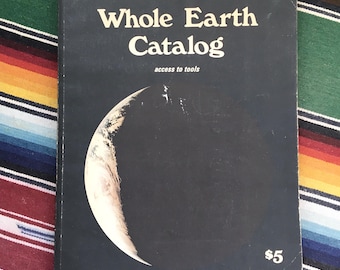 Whole Earth
Catalog
access to tools
$5